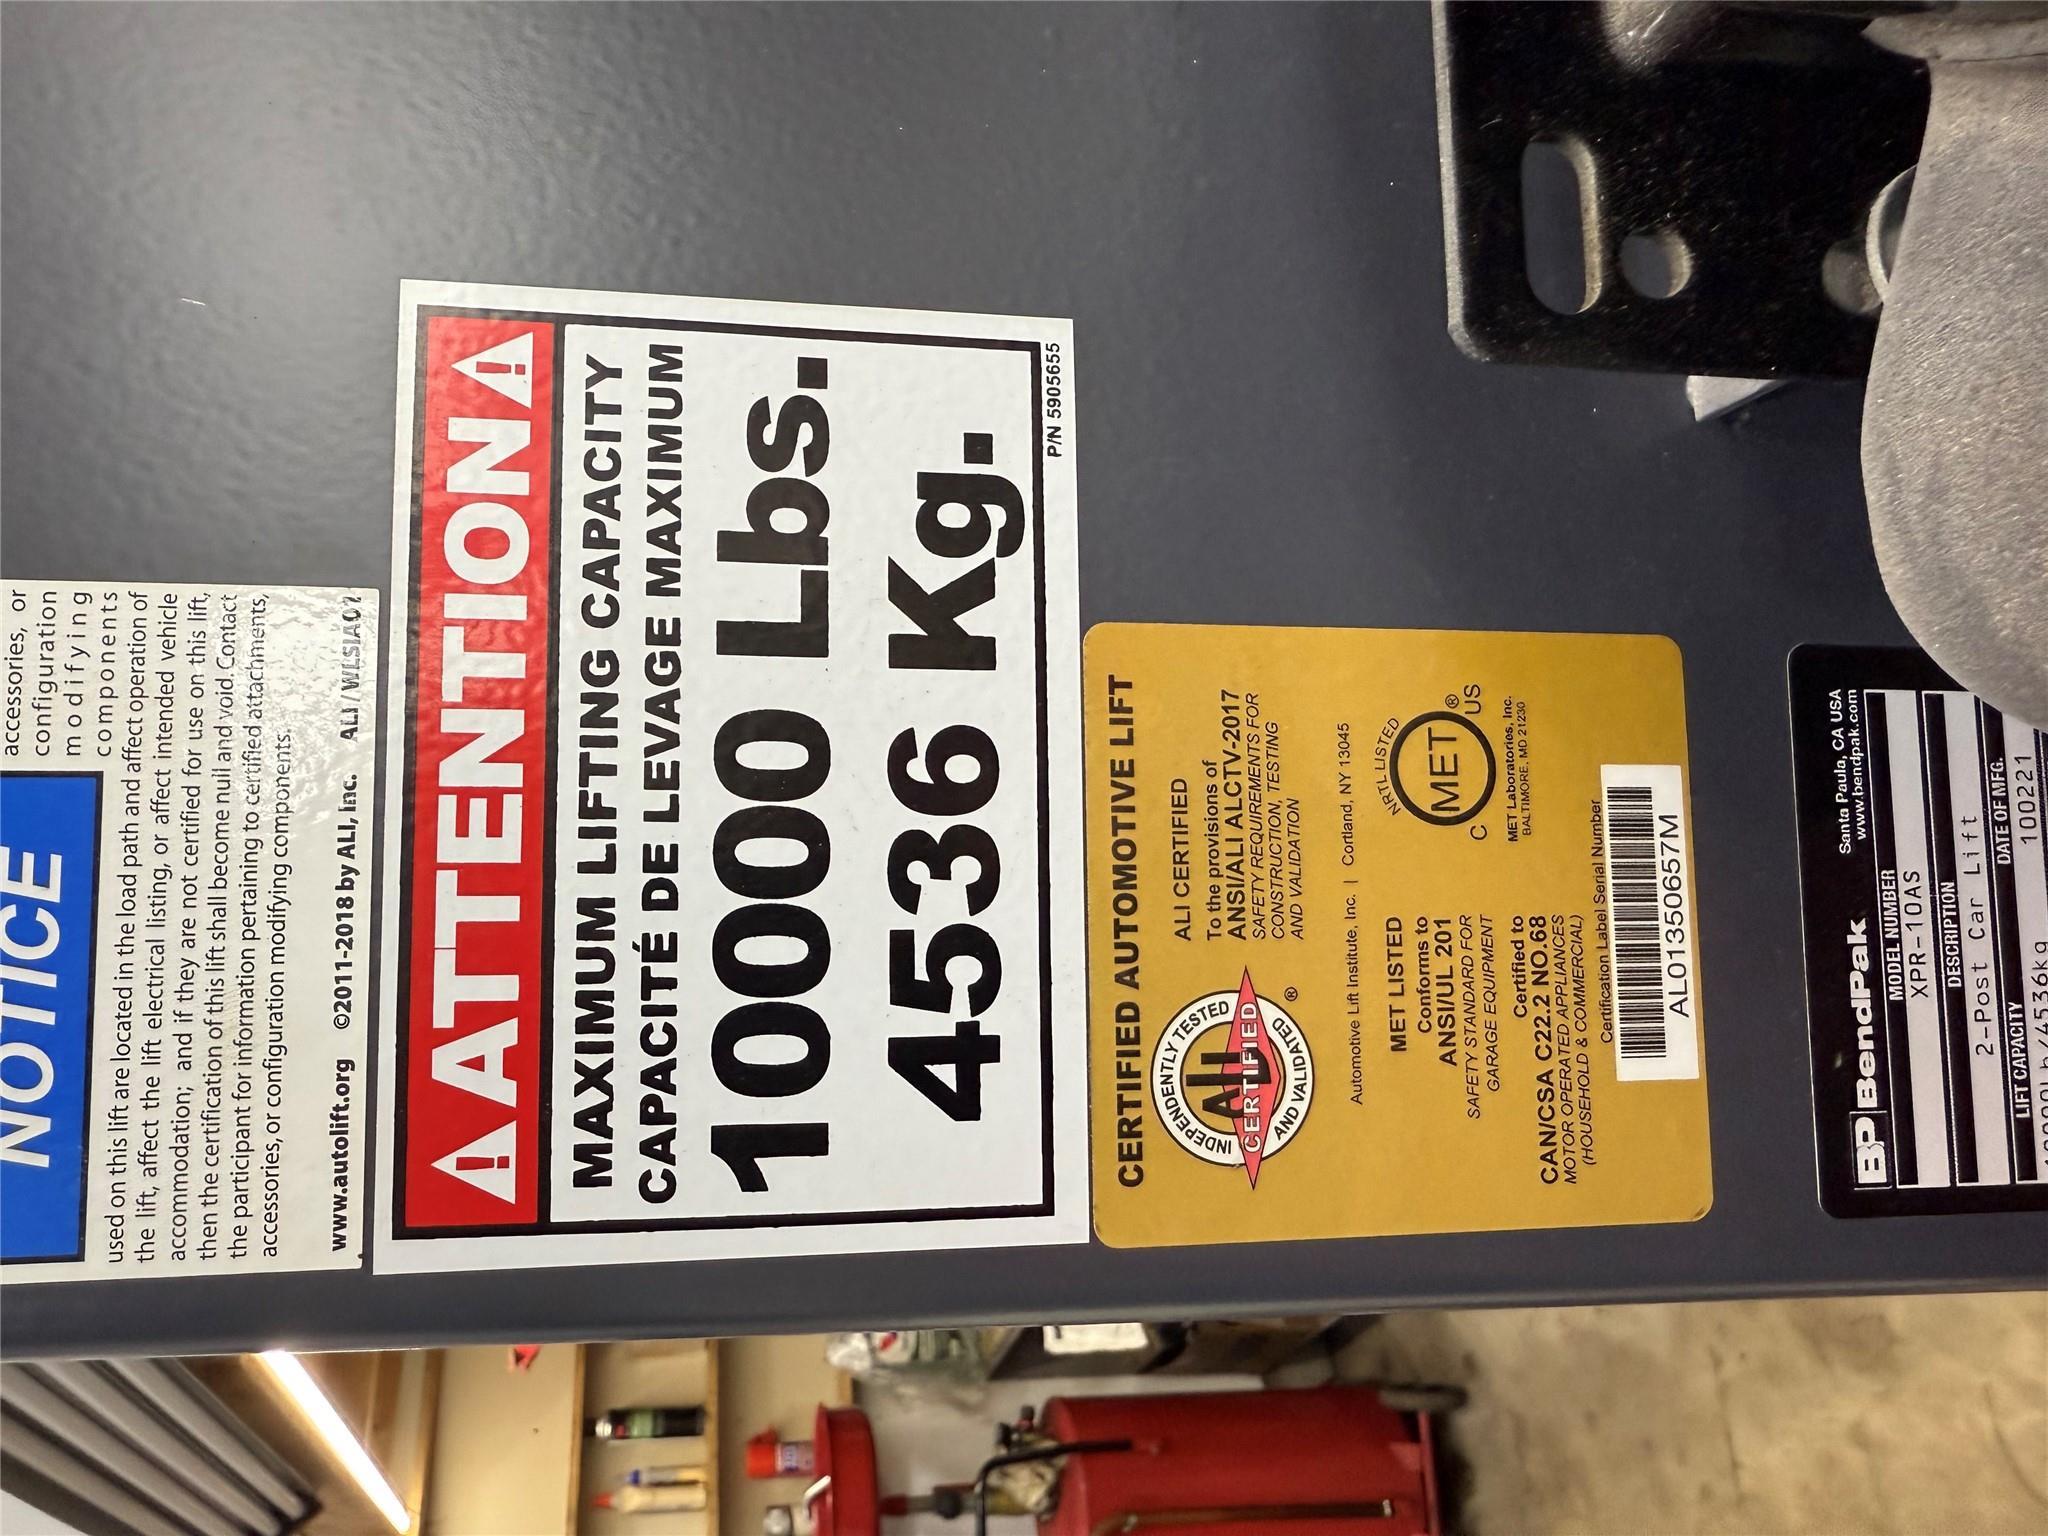 accessories, or
configuration
modifying
components
NOTICE
used on this lift are located in the load path and affect operation of
the lift, affect the lift electrical listing, or affect intended vehicle
accommodation; and if they are not certified for use on this lift,
then the certification of this lift shall become null and void. Contact
the participant for information pertaining to certified attachments,
accessories, or configuration modifying components.
www.autolift.org ©2011-2018 by ALI, Inc. ALI / WLSIA02
ATTENTION
MAXIMUM LIFTING CAPACITY
CAPACITÉ DE LEVAGE MAXIMUM
10000 Lbs.
4536 Kg.
P/N 5905655
CERTIFIED AUTOMOTIVE LIFT
INDEPENDENTLY TESTED
ALI
CERTIFIED
AND VALIDATED
®
ALI CERTIFIED
To the provisions of
ANSI/ALI ALCTV-2017
SAFETY REQUIREMENTS FOR
CONSTRUCTION, TESTING
AND VALIDATION
Automotive Lift Institute, Inc. | Cortland, NY 13045
MET LISTED
Conforms to
ANSI/UL 201
SAFETY STANDARD FOR
GARAGE EQUIPMENT
Certified to
CAN/CSA C22.2 NO.68
MOTOR OPERATED APPLIANCES
(HOUSEHOLD & COMMERCIAL)
NRTL LISTED
MET ®
C US
MET Laboratories, Inc.
BALTIMORE, MD 21230
Certification Label Serial Number
AL01350657M
BP BendPak
Santa Paula, CA USA
www.bendpak.com
MODEL NUMBER
XPR-10AS
DESCRIPTION
2-Post Car Lift
LIFT CAPACITY
DATE OF MFG.
10000Lb/4536kg
100221